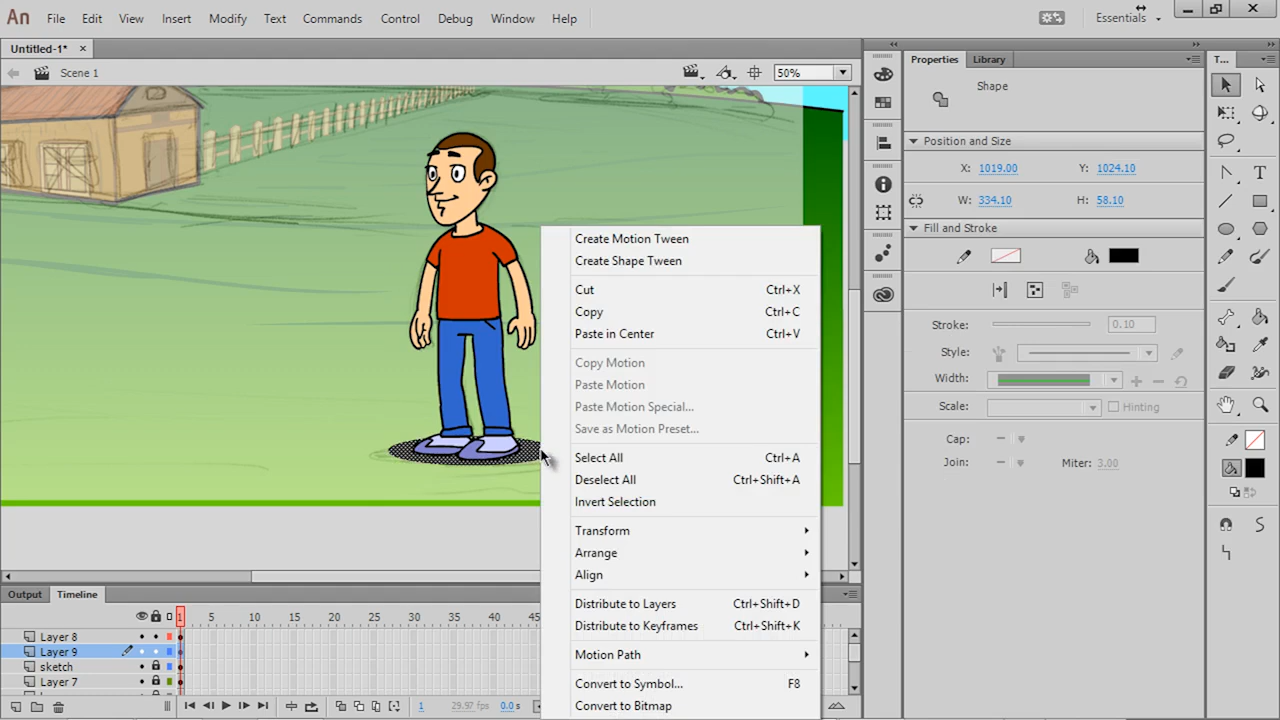 An File Edit View Insert Modify Text Commands Control Debug Window Help Essentials
Untitled-1* ×
Scene 1 50%
Properties Library T...
Shape
Position and Size
X: 1019.00 Y: 1024.10
W: 334.10 H: 58.10
Fill and Stroke
Stroke: 0.10
Style:
Width:
Scale: Hinting
Cap:
Join: Miter: 3.00
Create Motion Tween
Create Shape Tween
Cut Ctrl+X
Copy Ctrl+C
Paste in Center Ctrl+V
Copy Motion
Paste Motion
Paste Motion Special...
Save as Motion Preset...
Select All Ctrl+A
Deselect All Ctrl+Shift+A
Invert Selection
Transform
Arrange
Align
Distribute to Layers Ctrl+Shift+D
Distribute to Keyframes Ctrl+Shift+K
Motion Path
Convert to Symbol... F8
Convert to Bitmap
Output Timeline
1 5 10 15 20 25 30 35 40 45
Layer 8
Layer 9
sketch
Layer 7
1 29.97 fps 0.0 s